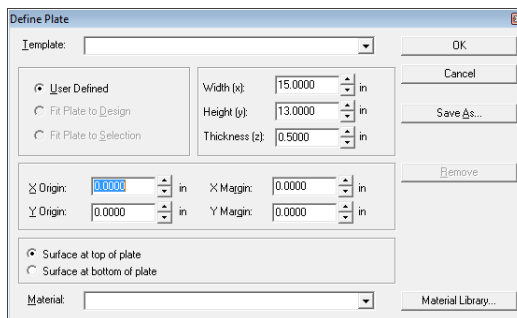 Define Plate
Template: OK
User Defined Width (x): 15.0000 in Cancel
Fit Plate to Design Height (y): 13.0000 in Save As...
Fit Plate to Selection Thickness (z): 0.5000 in
X Origin: 0.0000 in X Margin: 0.0000 in Remove
Y Origin: 0.0000 in Y Margin: 0.0000 in
Surface at top of plate
Surface at bottom of plate
Material: Material Library...